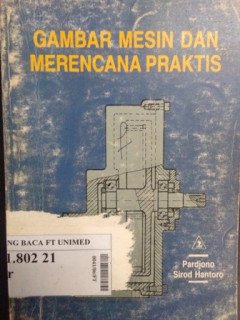 GAMBAR MESIN DAN
MERENCANA PRAKTIS
Pardjono
Sirod Hantoro
NG BACA FT UNIMED
1.802 21
r